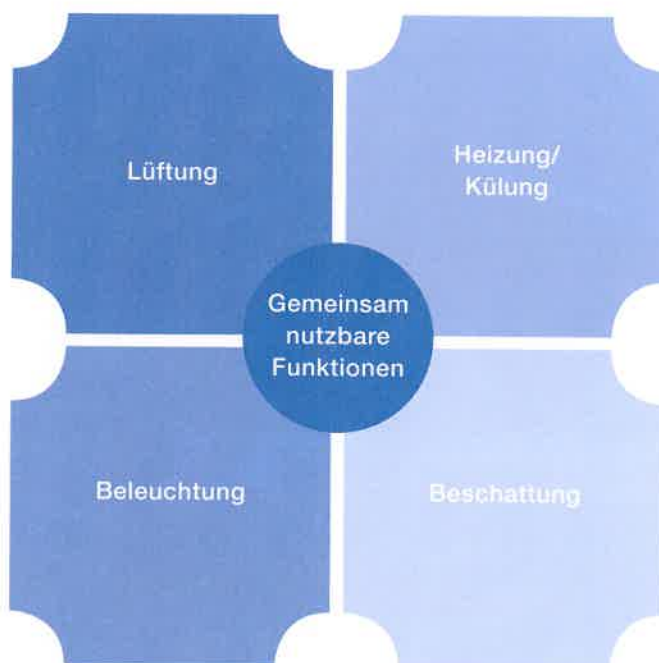 Lüftung
Heizung/
Külung
Gemeinsam
nutzbare
Funktionen
Beleuchtung
Beschattung